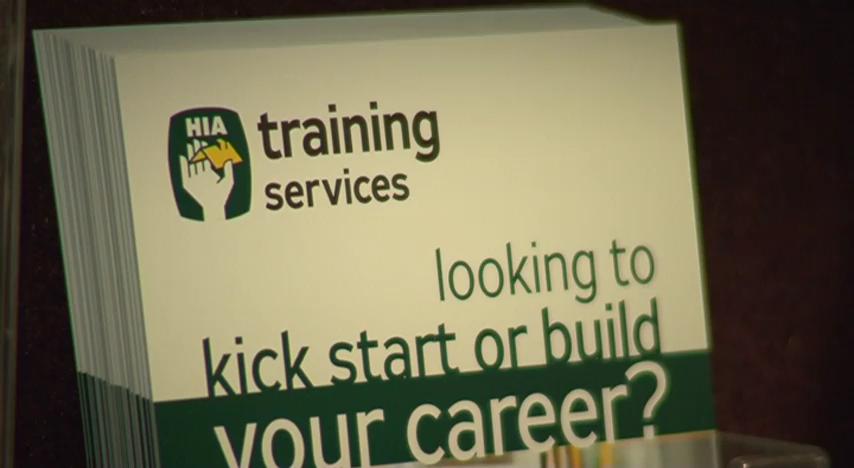 HIA
training
services
looking to
kick start or build
your career?